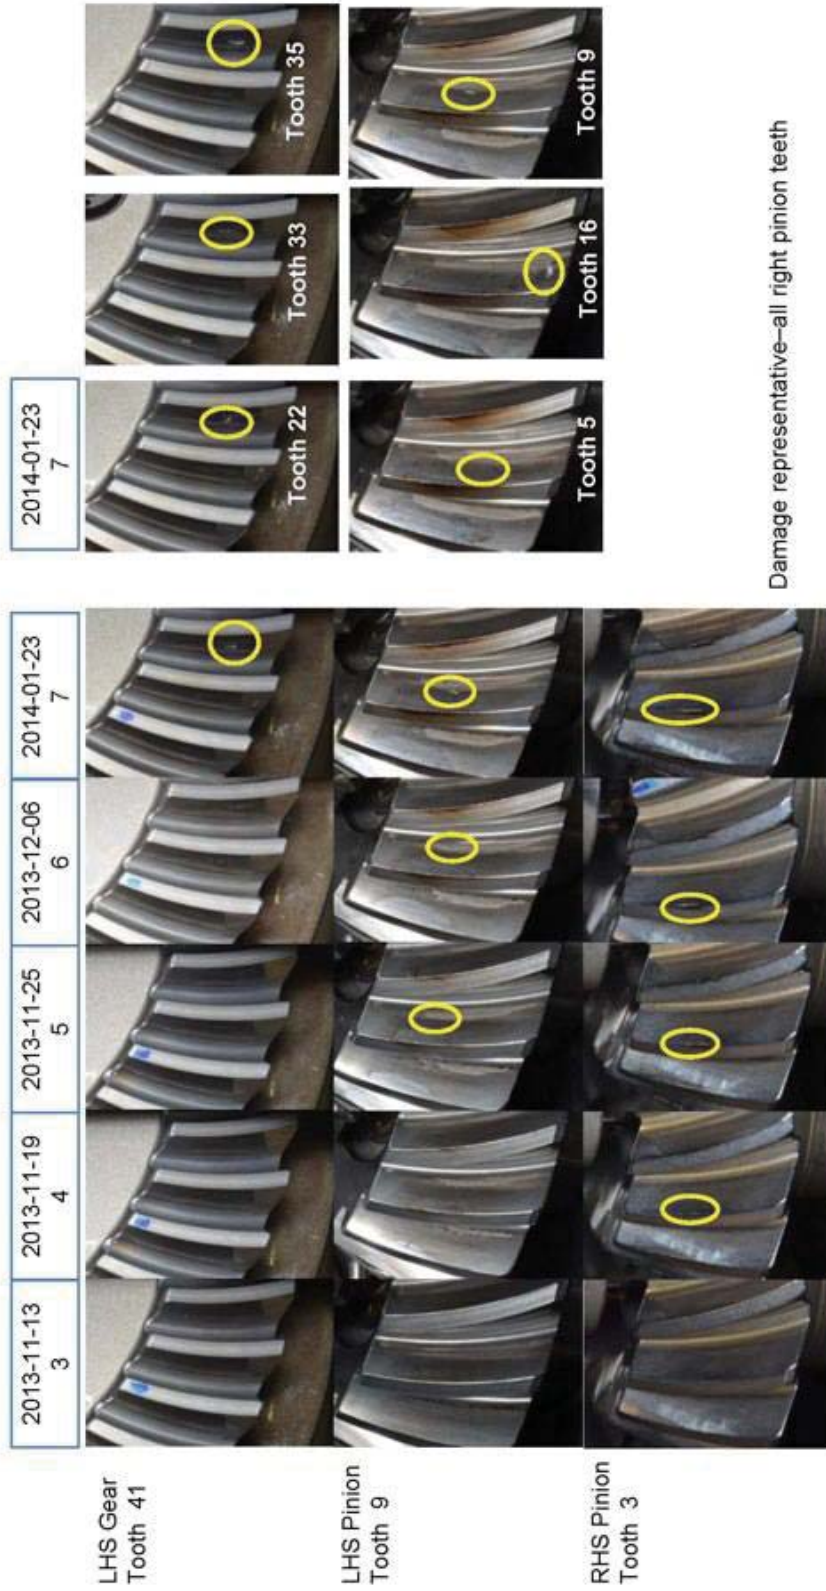 2013-11-13
3
2013-11-19
4
2013-11-25
5
2013-12-06
6
2014-01-23
7
2014-01-23
7
LHS Gear
Tooth 41
Tooth 22
Tooth 33
Tooth 35
LHS Pinion
Tooth 9
Tooth 5
Tooth 16
Tooth 9
RHS Pinion
Tooth 3
Damage representative–all right pinion teeth